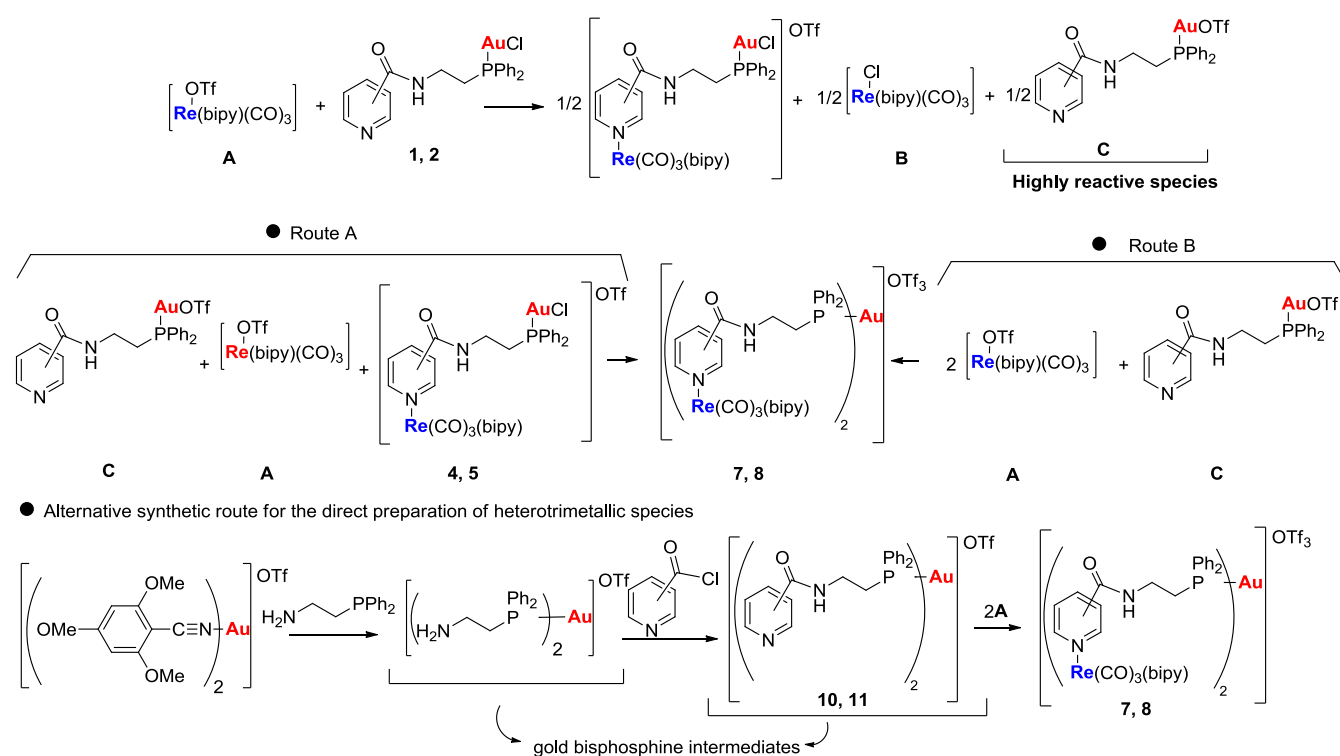 OTf
Re(bipy)(CO)3
A
+
O
N
H
AuCl
PPh2
N
1, 2
1/2
O
N
H
AuCl
PPh2
N
Re(CO)3(bipy)
OTf
+
1/2
Cl
Re(bipy)(CO)3
B
+
1/2
O
N
H
AuOTf
PPh2
N
C
Highly reactive species
● Route A
● Route B
O
N
H
AuOTf
PPh2
N
C
+
OTf
Re(bipy)(CO)3
A
+
O
N
H
AuCl
PPh2
N
Re(CO)3(bipy)
OTf
4, 5
O
N
H
Ph2
P
Au
N
Re(CO)3(bipy)
2
OTf3
7, 8
2
OTf
Re(bipy)(CO)3
A
+
O
N
H
AuOTf
PPh2
N
C
● Alternative synthetic route for the direct preparation of heterotrimetallic species
OMe
OMe
OMe
C≡N
Au
2
OTf
H2N
PPh2
H2N
Ph2
P
Au
2
OTf
O
Cl
N
O
N
H
Ph2
P
Au
N
2
OTf
10, 11
2A
O
N
H
Ph2
P
Au
N
Re(CO)3(bipy)
2
OTf3
7, 8
gold bisphosphine intermediates